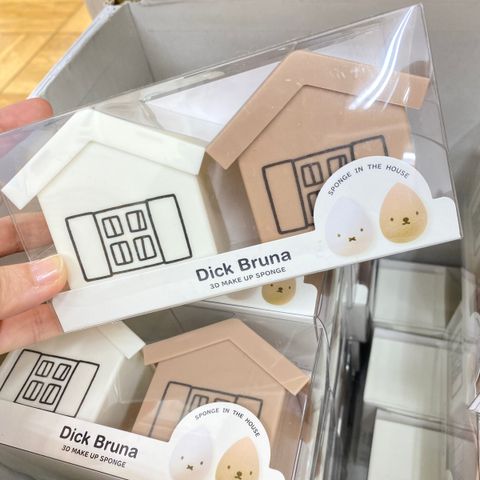 SPONGE IN THE HOUSE
Dick Bruna
3D MAKE UP SPONGE
SPONGE IN THE HOUSE
Dick Bruna
3D MAKE UP SPONGE